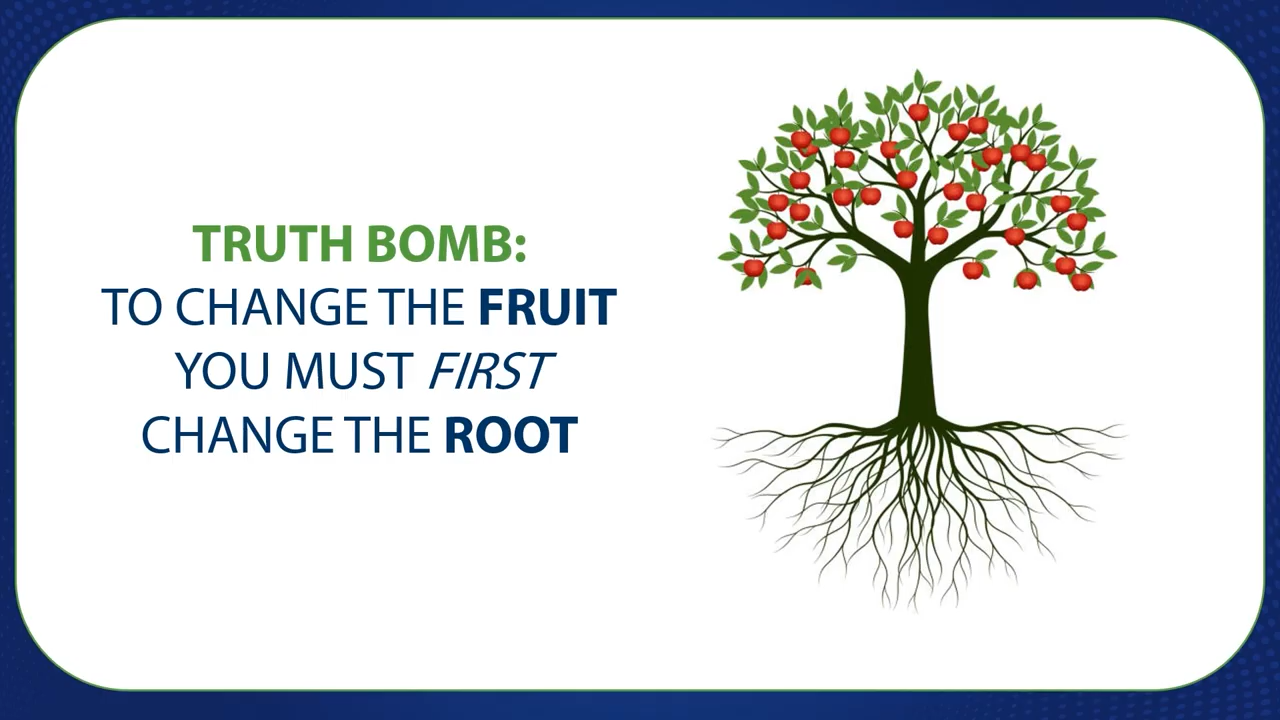 TRUTH BOMB:
TO CHANGE THE FRUIT
YOU MUST FIRST
CHANGE THE ROOT